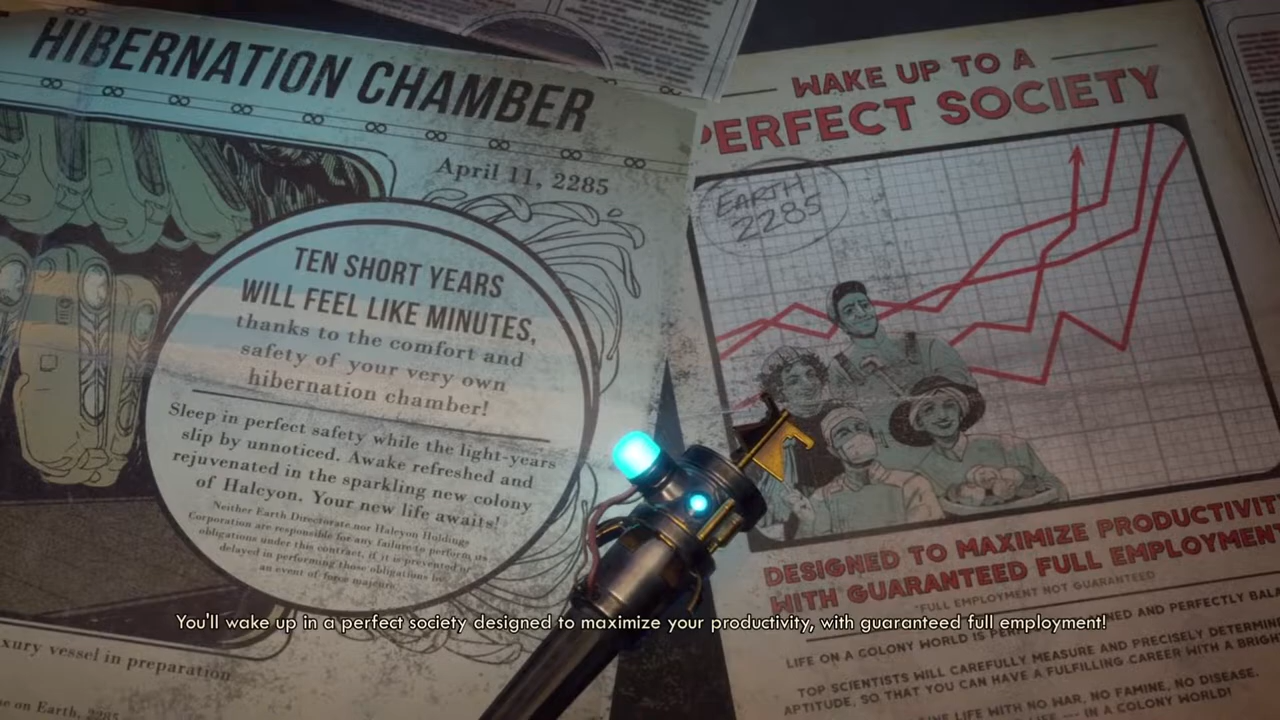 HIBERNATION CHAMBER
April 11, 2285
TEN SHORT YEARS
WILL FEEL LIKE MINUTES,
thanks to the comfort and
safety of your very own
hibernation chamber!
Sleep in perfect safety while the light-years
slip by unnoticed. Awake refreshed and
rejuvenated in the sparkling new colony
of Halcyon. Your new life awaits!
Neither Earth Directorate nor Halcyon Holdings
Corporation are responsible for any failure to perform its
obligations under this contract, if it is prevented or
delayed in performing those obligations by
an event of force majeure.
xury vessel in preparation
e on Earth, 2285
WAKE UP TO A
PERFECT SOCIETY
EARTH
2285
DESIGNED TO MAXIMIZE PRODUCTIVIT
WITH GUARANTEED FULL EMPLOYMENT
*FULL EMPLOYMENT NOT GUARANTEED
NED AND PERFECTLY BALA
LIFE ON A COLONY WORLD IS
TOP SCIENTISTS WILL CAREFULLY MEASURE AND PRECISELY DETERMIN
APTITUDE, SO THAT YOU CAN HAVE A FULFILLING CAREER WITH A BRIGH
LIFE WITH NO WAR, NO FAMINE, NO DISEASE,
IN A COLONY WORLD!
You'll wake up in a perfect society designed to maximize your productivity, with guaranteed full employment!